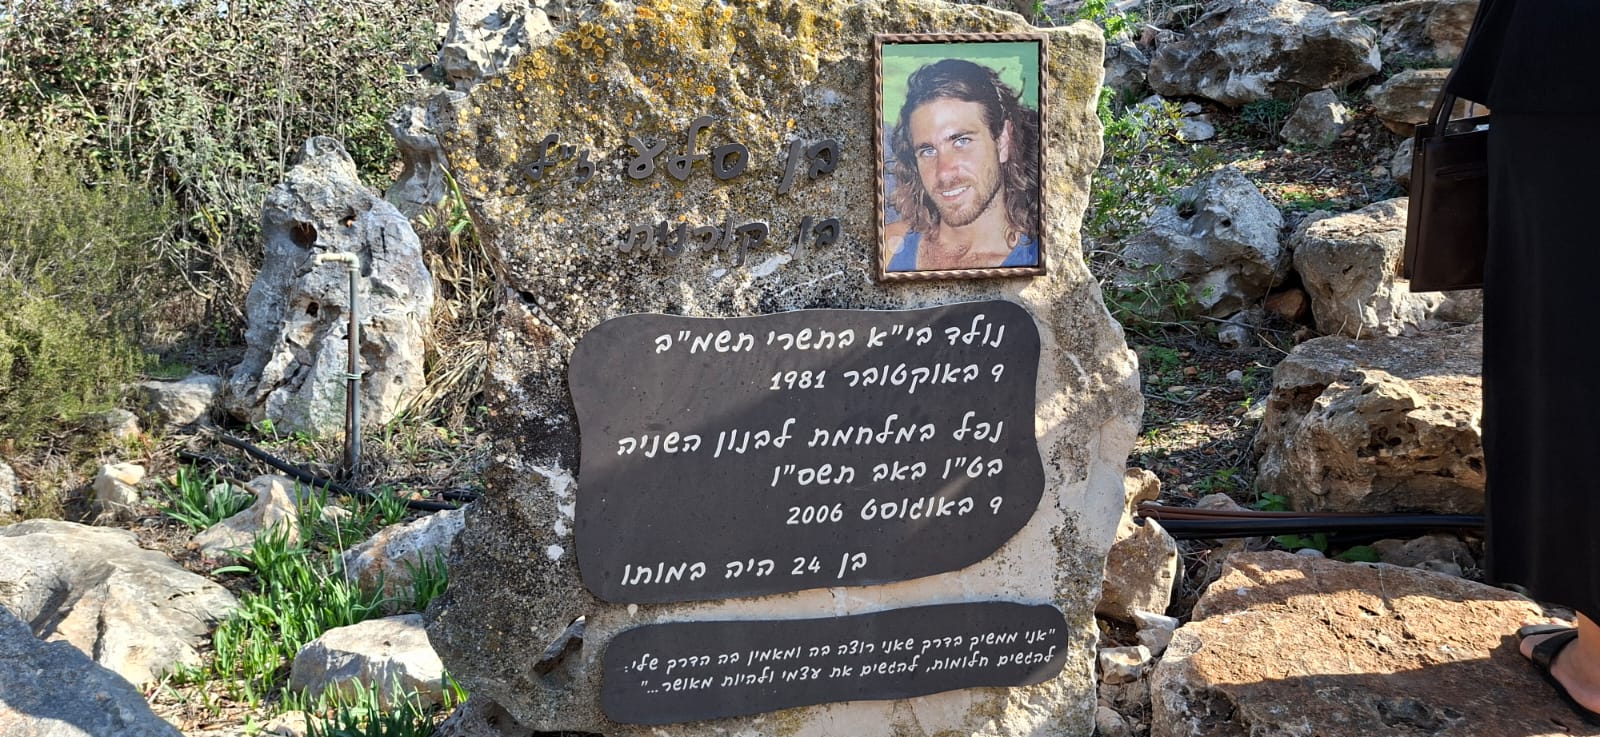 בן סלע ז"ל
בן קורנית
נולד בי"א בתשרי תשמ"ב
9 באוקטובר 1981
נפל במלחמת לבנון השניה
בט"ו באב תשס"ו
9 באוגוסט 2006
בן 24 היה במותו
"אני ממשיק בדרך שאני רוצה בה ומאמין בה הדרך שלי:
להגשים חלומות, להגשים את עצמי ולהיות מאושר..."